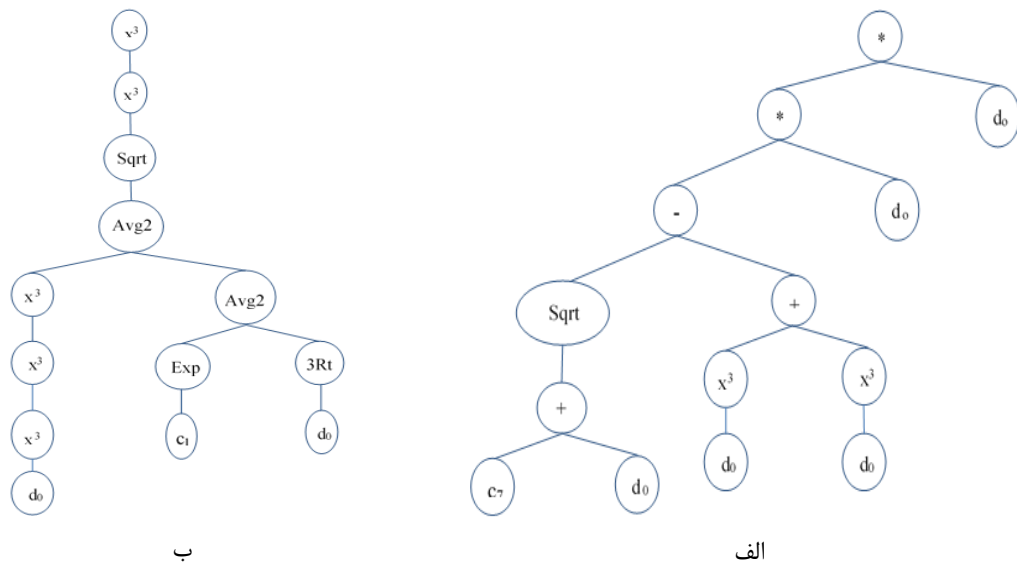 x³
x³
Sqrt
Avg2
x³
Avg2
x³
Exp
3Rt
x³
c₁
d₀
d₀
ب
*
*
d₀
-
d₀
Sqrt
+
+
x³
x³
c₇
d₀
d₀
d₀
الف